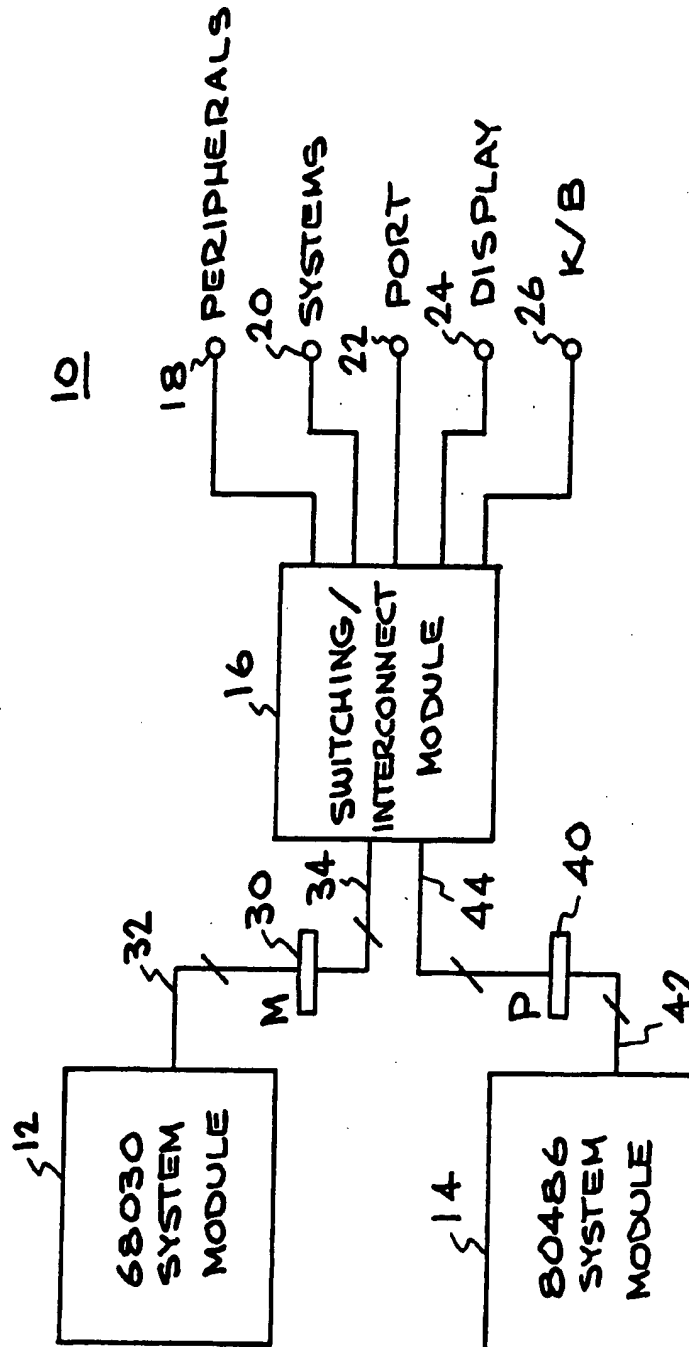 10
12
68030
SYSTEM
MODULE
32
M
30
34
14
80486
SYSTEM
MODULE
42
P
40
44
16
SWITCHING/
INTERCONNECT
MODULE
18
PERIPHERALS
20
SYSTEMS
22
PORT
24
DISPLAY
26
K/B